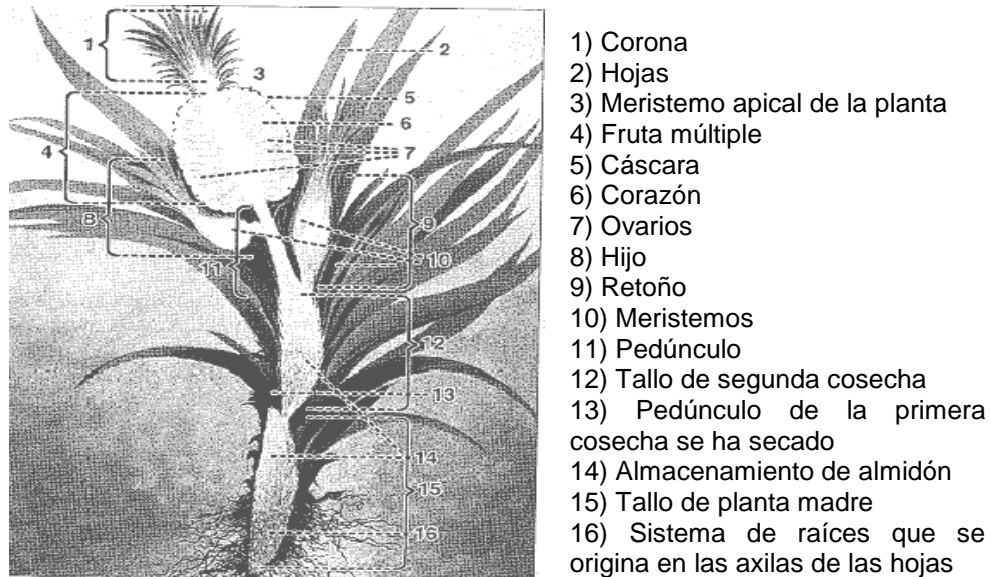 1) Corona
2) Hojas
3) Meristemo apical de la planta
4) Fruta múltiple
5) Cáscara
6) Corazón
7) Ovarios
8) Hijo
9) Retoño
10) Meristemos
11) Pedúnculo
12) Tallo de segunda cosecha
13) Pedúnculo de la primera
cosecha se ha secado
14) Almacenamiento de almidón
15) Tallo de planta madre
16) Sistema de raíces que se
origina en las axilas de las hojas
1
2
3
5
6
4
7
8
9
10
11
12
13
14
15
16